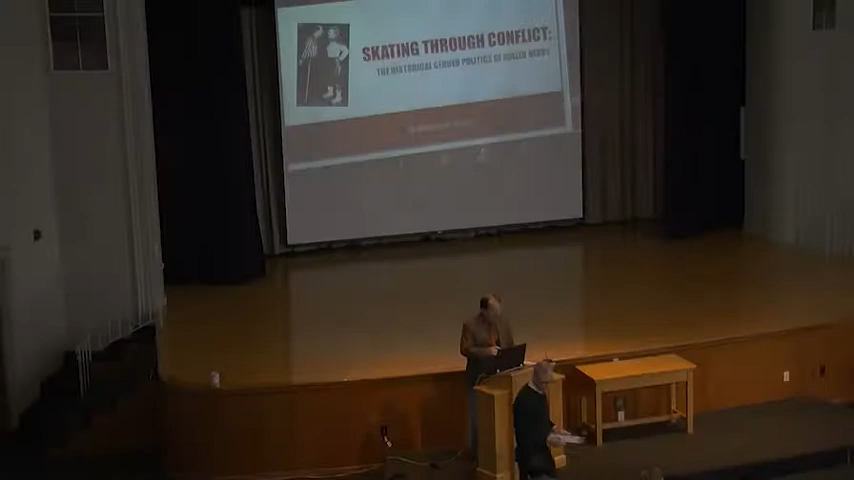 SKATING THROUGH CONFLICT:
THE HISTORICAL GENDER POLITICS OF ROLLER DERBY